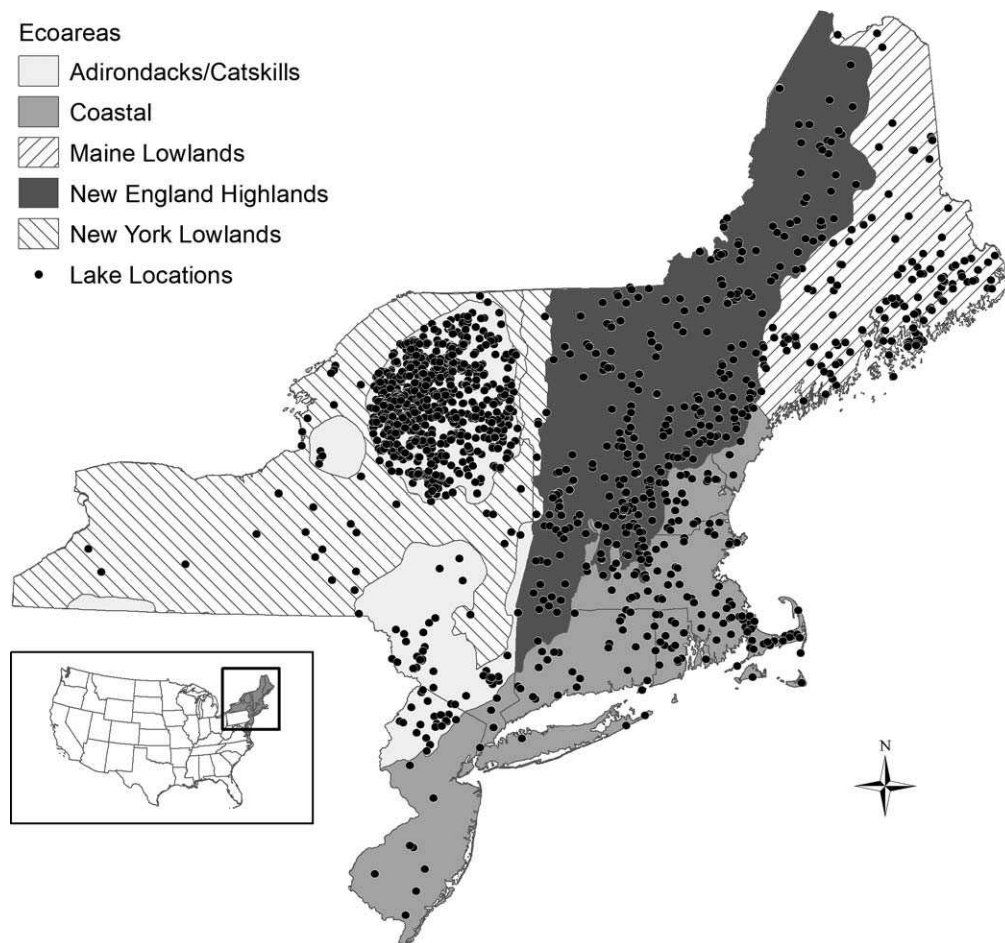 Ecoareas
Adirondacks/Catskills
Coastal
Maine Lowlands
New England Highlands
New York Lowlands
Lake Locations
N